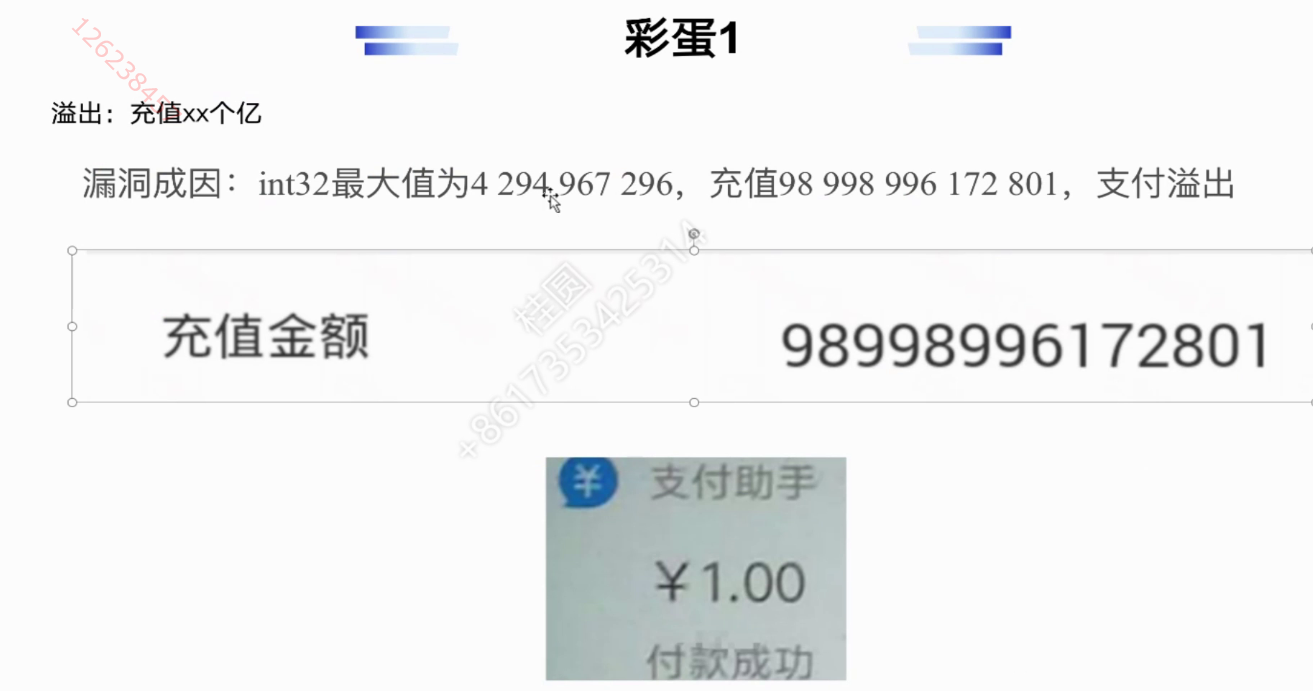 彩蛋1
溢出：充值xx个亿
漏洞成因：int32最大值为4 294 967 296，充值98 998 996 172 801，支付溢出
充值金额 98998996172801
桂圆
+8617353425314
支付助手
￥1.00
付款成功